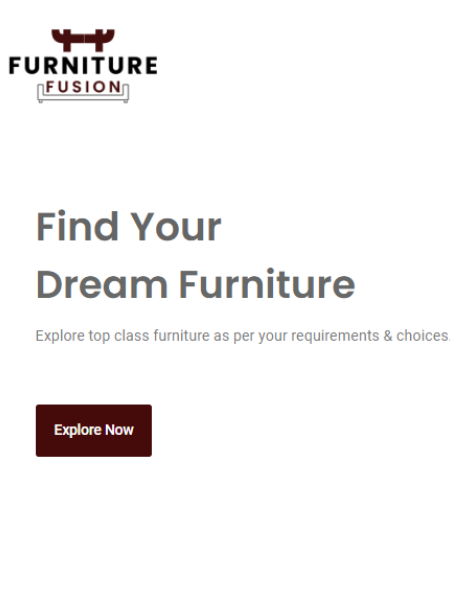 FURNITURE
FUSION
Find Your
Dream Furniture
Explore top class furniture as per your requirements & choices.
Explore Now